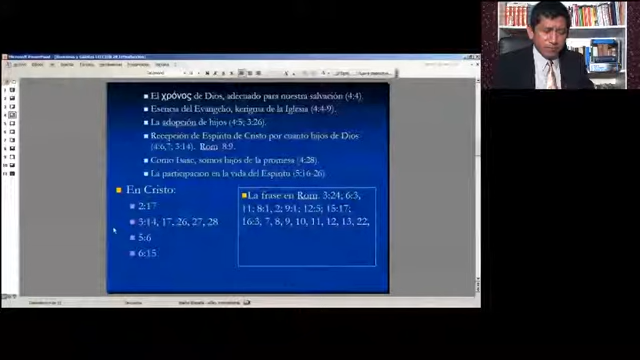 El χρόνος de Dios, adecuado para nuestra salvación (4:4).
Esencia del Evangelio, kerigma de la Iglesia (4:4-9).
La adopción de hijos (4:5; 3:26).
Recepción de Espíritu de Cristo por cuanto hijos de Dios
(4:6,7; 3:14). Rom 8:9.
Como Isaac, somos hijos de la promesa (4:28).
La participación en la vida del Espíritu (5:16-26)
En Cristo:
2:17
3:14, 17, 26, 27, 28
5:6
6:15
La frase en Rom. 3:24, 6:3,
11; 8:1, 2; 9:1; 12:5; 15:17;
16:3, 7, 8, 9, 10, 11, 12, 13, 22,